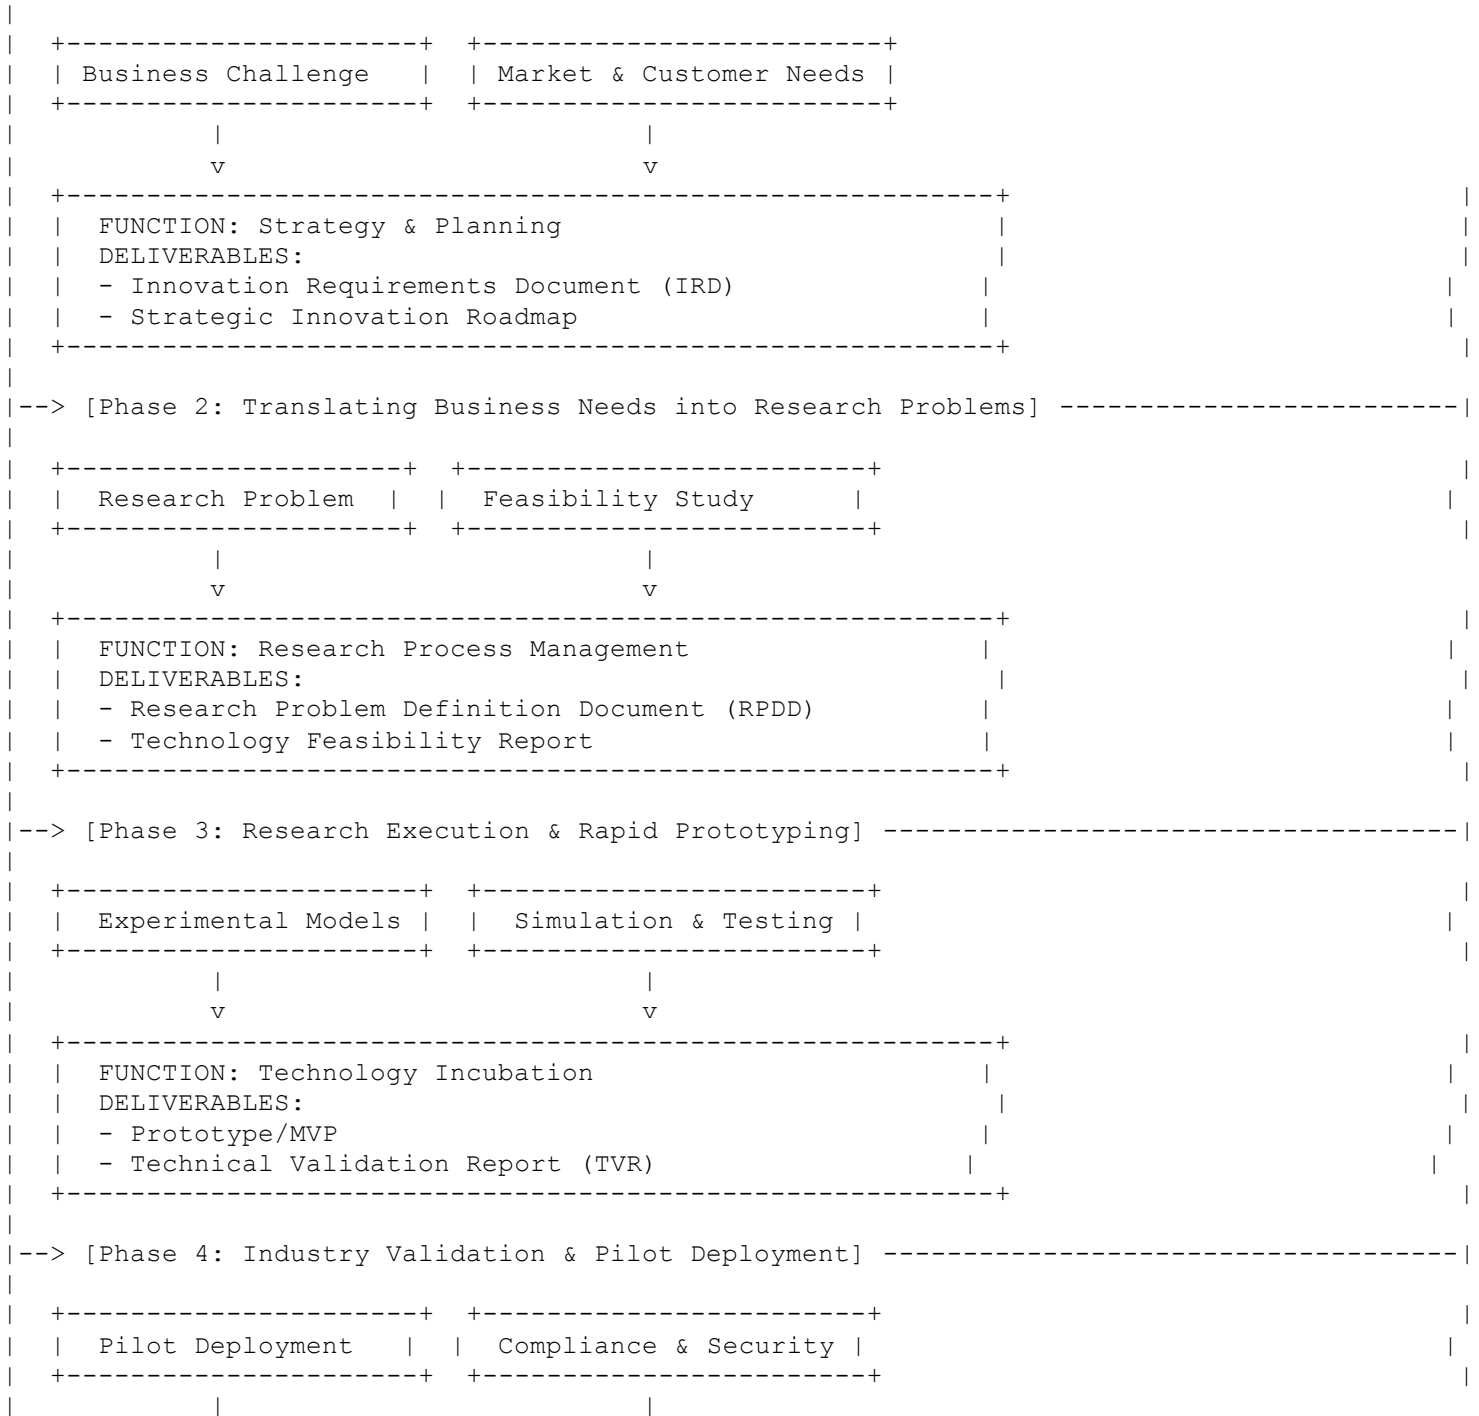 |
|  +----------------------+  +-------------------------+
|  | Business Challenge   |  | Market & Customer Needs |
|  +----------------------+  +-------------------------+
|            |                          |
|            v                          v
|  +----------------------------------------------------------+                            |
|  |  FUNCTION: Strategy & Planning                           |                            |
|  |  DELIVERABLES:                                           |                            |
|  |  - Innovation Requirements Document (IRD)               |                            |
|  |  - Strategic Innovation Roadmap                         |                            |
|  +----------------------------------------------------------+                            |
|
|--> [Phase 2: Translating Business Needs into Research Problems] -------------------------|
|
|  +---------------------+  +-------------------------+                                    |
|  |  Research Problem  |  |  Feasibility Study      |                                    |
|  +---------------------+  +-------------------------+                                    |
|            |                          |
|            v                          v
|  +----------------------------------------------------------+                            |
|  |  FUNCTION: Research Process Management                  |                            |
|  |  DELIVERABLES:                                           |                            |
|  |  - Research Problem Definition Document (RPDD)          |                            |
|  |  - Technology Feasibility Report                        |                            |
|  +----------------------------------------------------------+                            |
|
|--> [Phase 3: Research Execution & Rapid Prototyping] ------------------------------------|
|
|  +----------------------+  +------------------------+                                    |
|  |  Experimental Models |  |  Simulation & Testing |                                    |
|  +----------------------+  +------------------------+                                    |
|            |                          |
|            v                          v
|  +----------------------------------------------------------+                            |
|  |  FUNCTION: Technology Incubation                        |                            |
|  |  DELIVERABLES:                                           |                            |
|  |  - Prototype/MVP                                        |                            |
|  |  - Technical Validation Report (TVR)                   |                            |
|  +----------------------------------------------------------+                            |
|
|--> [Phase 4: Industry Validation & Pilot Deployment] ------------------------------------|
|
|  +----------------------+  +------------------------+                                    |
|  |  Pilot Deployment   |  |  Compliance & Security |                                    |
|  +----------------------+  +------------------------+                                    |
|            |                          |